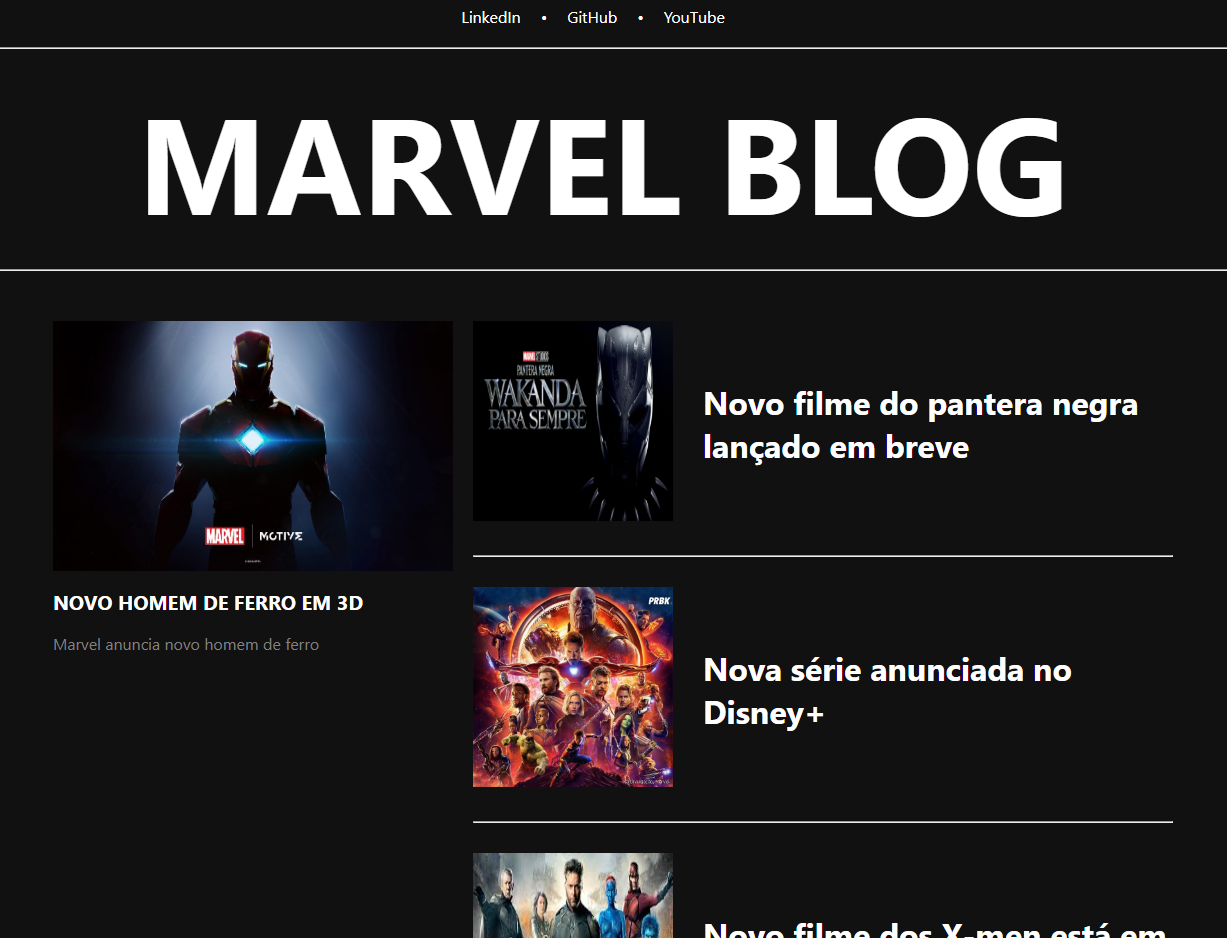 LinkedIn • GitHub • YouTube
MARVEL BLOG
MARVEL MOTIVE
NOVO HOMEM DE FERRO EM 3D
Marvel anuncia novo homem de ferro
MARVEL STUDIOS
PANTERA NEGRA
WAKANDA
PARA SEMPRE
Novo filme do pantera negra
lançado em breve
PRBK
Nova série anunciada no
Disney+
Novo filme dos X-men está em